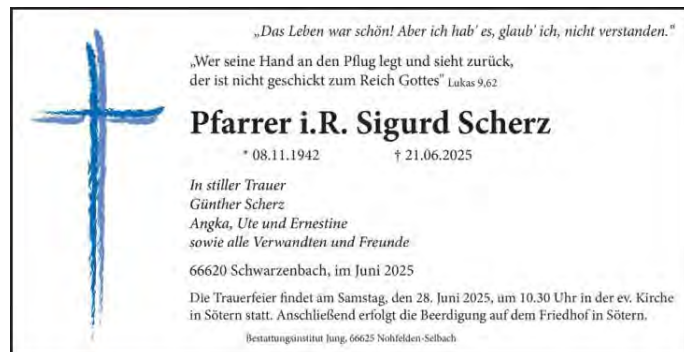 „Das Leben war schön! Aber ich hab' es, glaub' ich, nicht verstanden.“
„Wer seine Hand an den Pflug legt und sieht zurück,
der ist nicht geschickt zum Reich Gottes“ Lukas 9,62
Pfarrer i.R. Sigurd Scherz
* 08.11.1942 † 21.06.2025
In stiller Trauer
Günther Scherz
Angka, Ute und Ernestine
sowie alle Verwandten und Freunde
66620 Schwarzenbach, im Juni 2025
Die Trauerfeier findet am Samstag, den 28. Juni 2025, um 10.30 Uhr in der ev. Kirche
in Sötern statt. Anschließend erfolgt die Beerdigung auf dem Friedhof in Sötern.
Bestattungsinstitut Jung, 66625 Nohfelden-Selbach